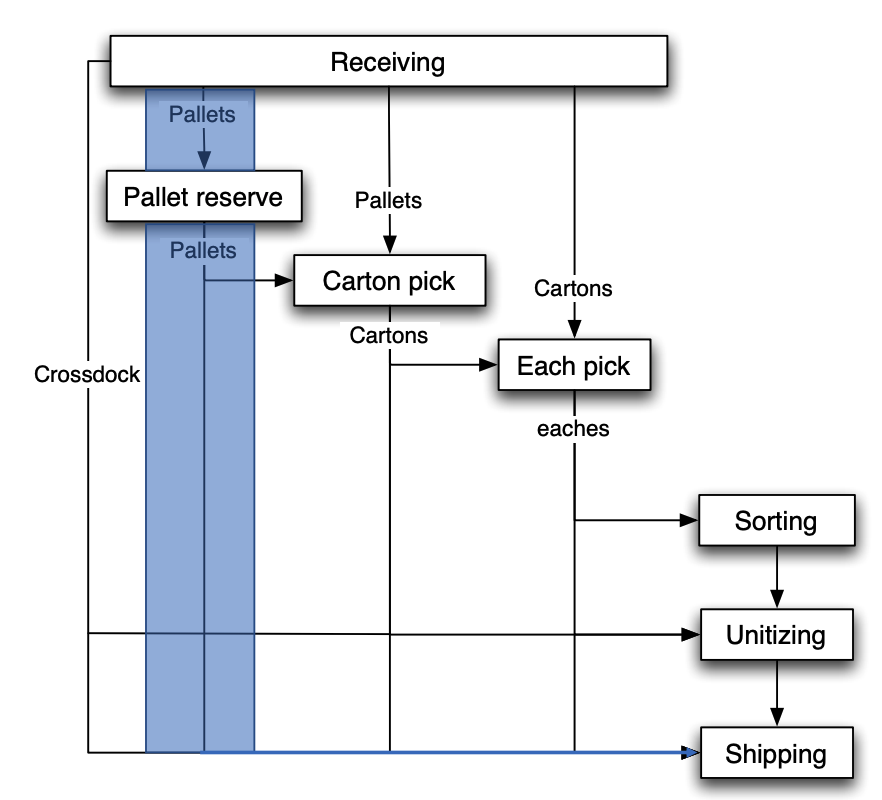 Receiving
Pallets
Pallet reserve
Pallets
Pallets
Carton pick
Cartons
Cartons
Each pick
Crossdock
eaches
Sorting
Unitizing
Shipping